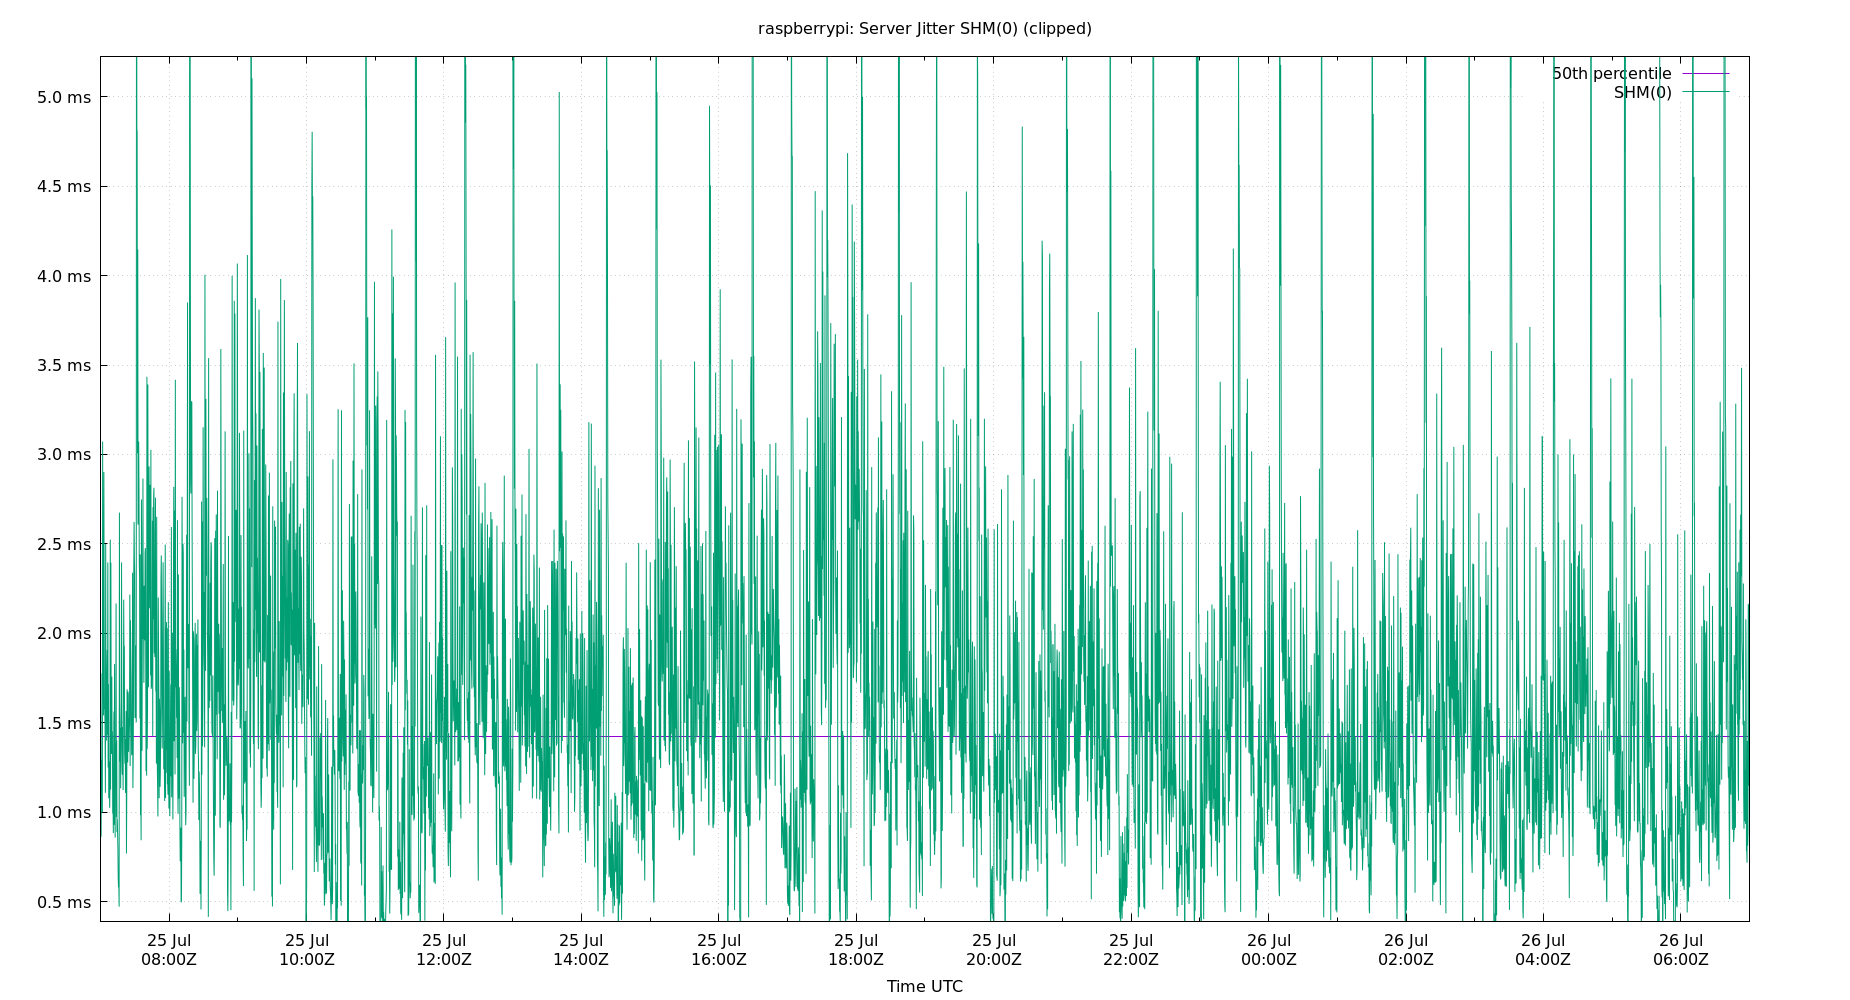 raspberrypi: Server Jitter SHM(0) (clipped)
50th percentile
SHM(0)
5.0 ms
4.5 ms
4.0 ms
3.5 ms
3.0 ms
2.5 ms
2.0 ms
1.5 ms
1.0 ms
0.5 ms
25 Jul 25 Jul 25 Jul 25 Jul 25 Jul 25 Jul 25 Jul 25 Jul 26 Jul 26 Jul 26 Jul 26 Jul
08:00Z 10:00Z 12:00Z 14:00Z 16:00Z 18:00Z 20:00Z 22:00Z 00:00Z 02:00Z 04:00Z 06:00Z
Time UTC